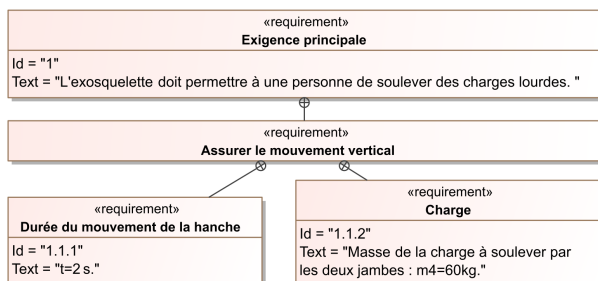 «requirement»
Exigence principale
Id = "1"
Text = "L'exosquelette doit permettre à une personne de soulever des charges lourdes. "
«requirement»
Assurer le mouvement vertical
«requirement»
Durée du mouvement de la hanche
Id = "1.1.1"
Text = "t=2 s."
«requirement»
Charge
Id = "1.1.2"
Text = "Masse de la charge à soulever par
les deux jambes : m4=60kg."